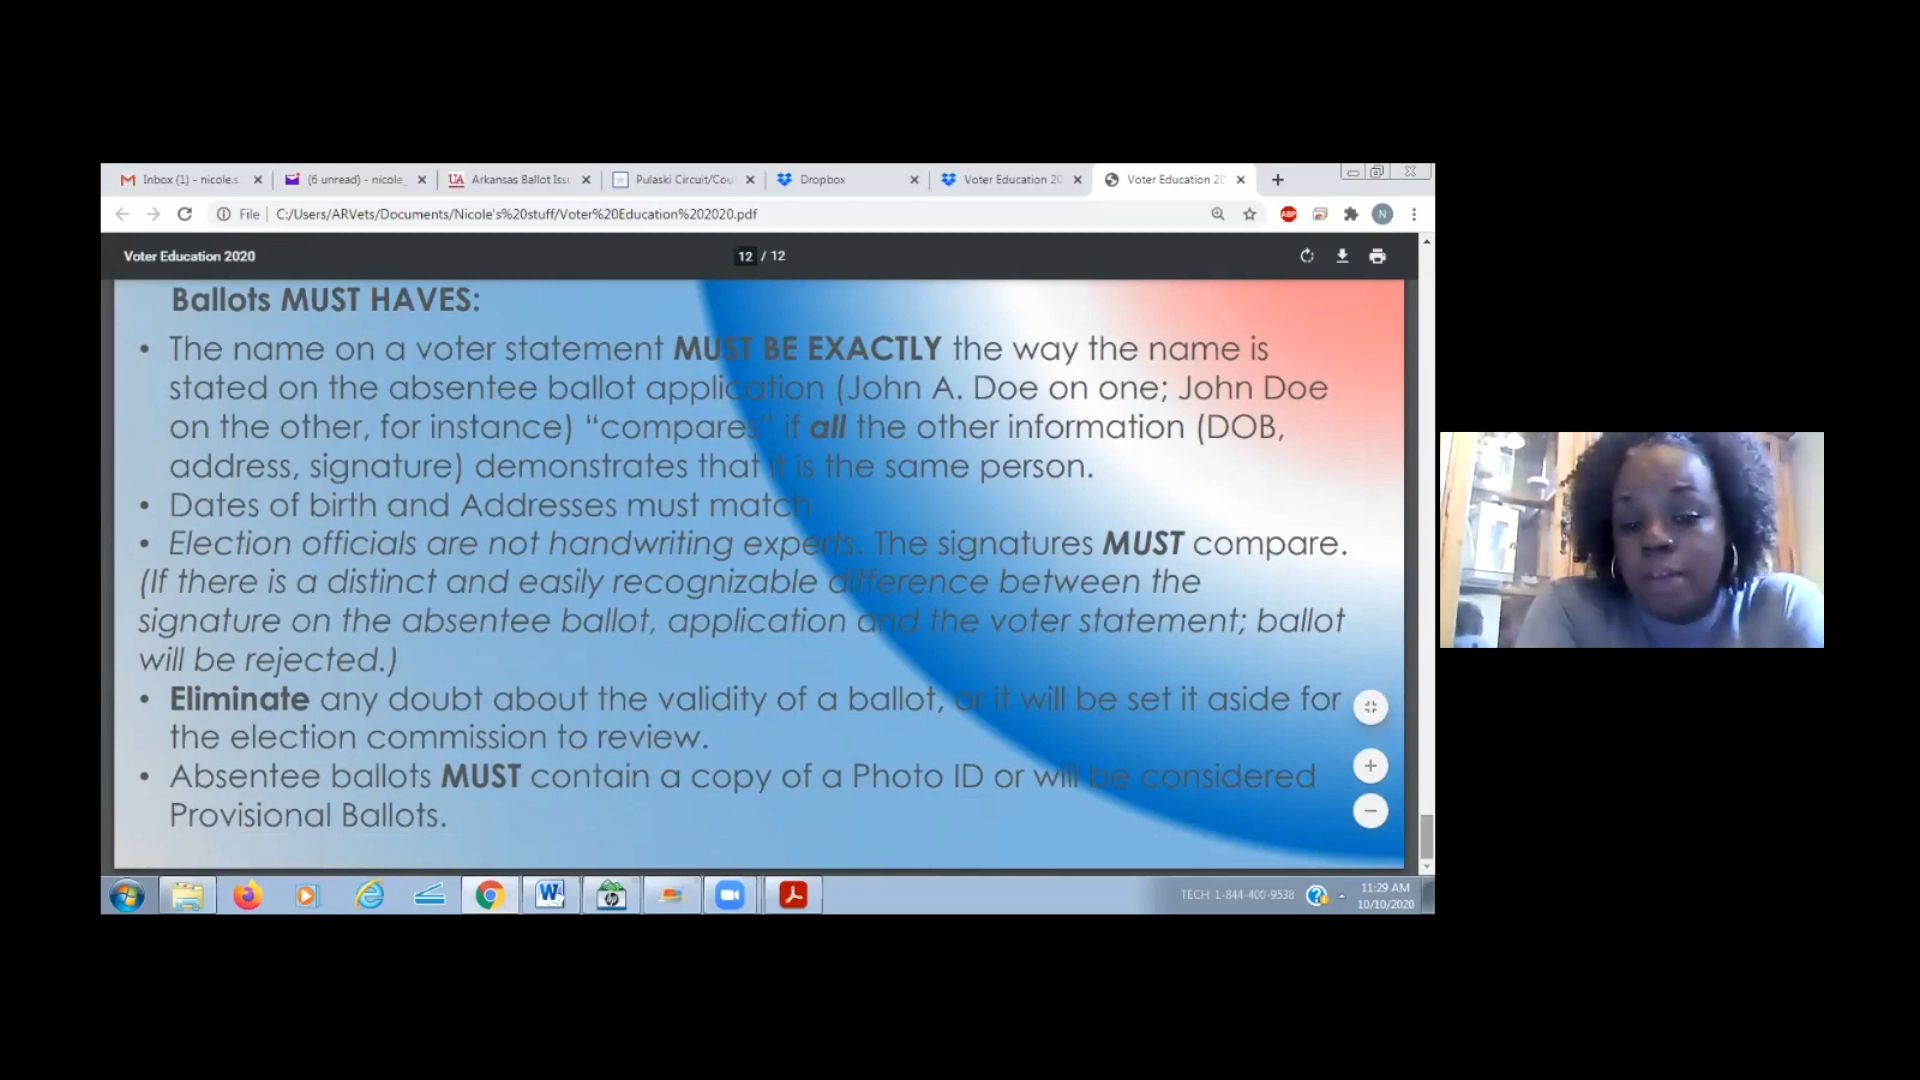 Inbox (1) - nicole.s
(6 unread) - nicole_
UA Arkansas Ballot Iss
Pulaski Circuit/Cou
Dropbox
Voter Education 20
Voter Education 20
File | C:/Users/ARVets/Documents/Nicole's%20stuff/Voter%20Education%202020.pdf
ABP
N
Voter Education 2020
12 / 12
Ballots MUST HAVES:
• The name on a voter statement MUST BE EXACTLY the way the name is
stated on the absentee ballot application (John A. Doe on one; John Doe
on the other, for instance) “compares” if all the other information (DOB,
address, signature) demonstrates that it is the same person.
• Dates of birth and Addresses must match
• Election officials are not handwriting experts. The signatures MUST compare.
(If there is a distinct and easily recognizable difference between the
signature on the absentee ballot, application and the voter statement; ballot
will be rejected.)
• Eliminate any doubt about the validity of a ballot, or it will be set it aside for
the election commission to review.
• Absentee ballots MUST contain a copy of a Photo ID or will be considered
Provisional Ballots.
TECH 1-844-400-9538
11:29 AM
10/10/2020